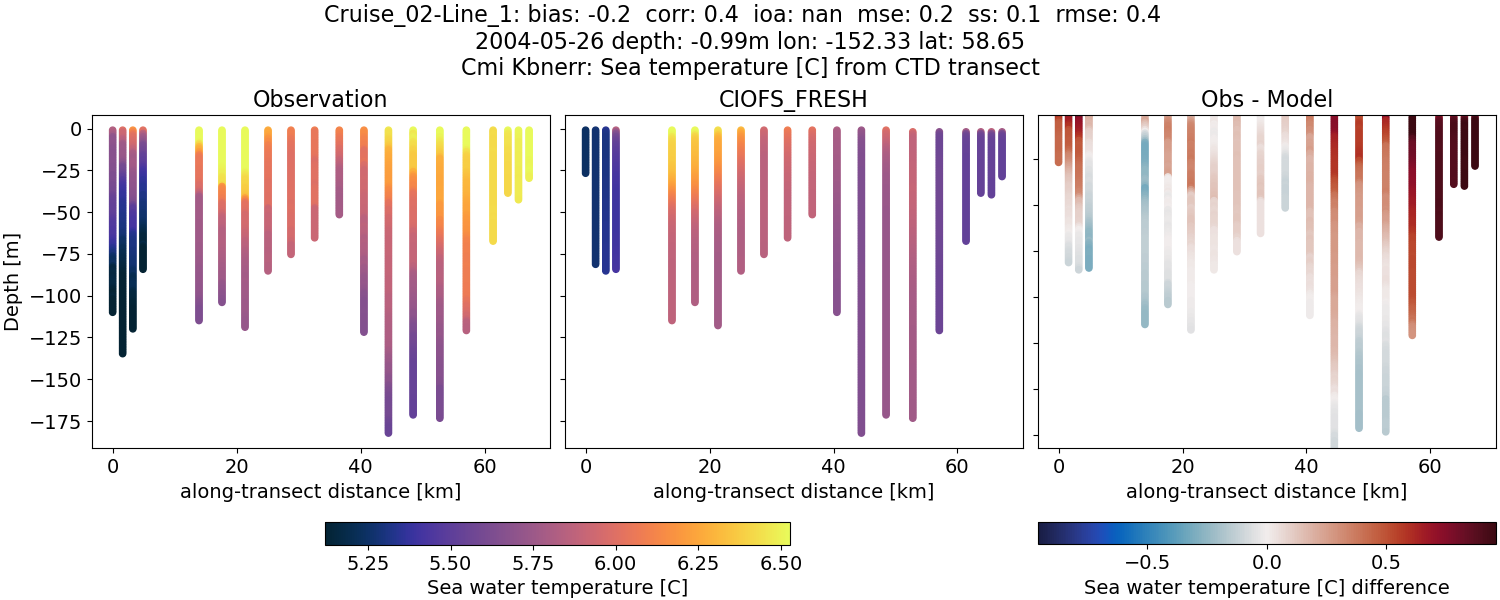 Cruise_02-Line_1: bias: -0.2  corr: 0.4  ioa: nan  mse: 0.2  ss: 0.1  rmse: 0.4
2004-05-26 depth: -0.99m lon: -152.33 lat: 58.65
Cmi Kbnerr: Sea temperature [C] from CTD transect
Observation
CIOFS_FRESH
Obs - Model
Depth [m]
0
−25
−50
−75
−100
−125
−150
−175
0 20 40 60
0 20 40 60
0 20 40 60
along-transect distance [km]
along-transect distance [km]
along-transect distance [km]
5.25 5.50 5.75 6.00 6.25 6.50
Sea water temperature [C]
−0.5 0.0 0.5
Sea water temperature [C] difference